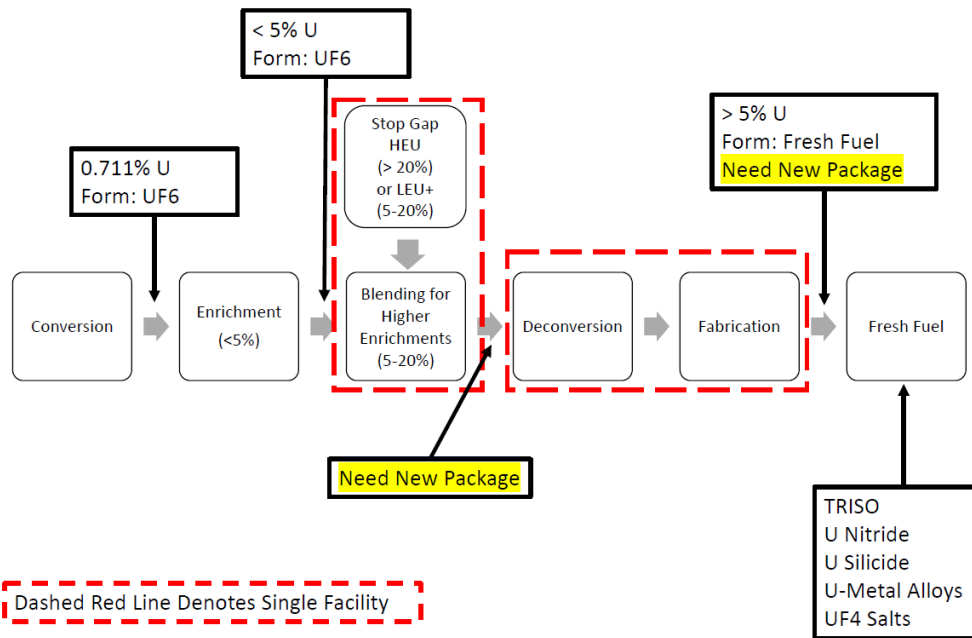 < 5% U
Form: UF6
0.711% U
Form: UF6
Stop Gap
HEU
(> 20%)
or LEU+
(5-20%)
> 5% U
Form: Fresh Fuel
Need New Package
Conversion
Enrichment
(<5%)
Blending for
Higher
Enrichments
(5-20%)
Deconversion
Fabrication
Fresh Fuel
Need New Package
TRISO
U Nitride
U Silicide
U-Metal Alloys
UF4 Salts
Dashed Red Line Denotes Single Facility